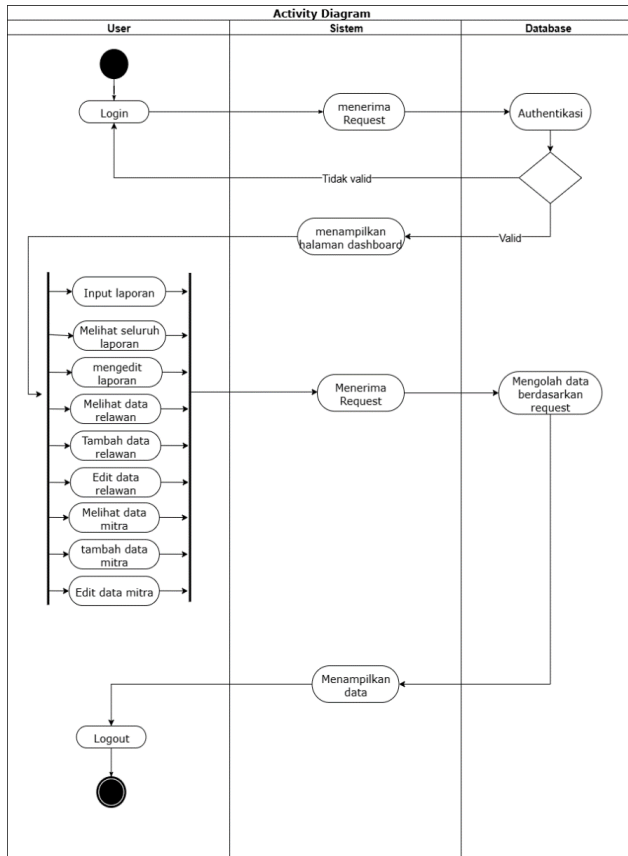 Activity Diagram
User
Sistem
Database
Login
menerima
Request
Authentikasi
Tidak valid
menampilkan
halaman dashboard
Valid
Input laporan
Melihat seluruh
laporan
mengedit
laporan
Melihat data
relawan
Tambah data
relawan
Edit data
relawan
Melihat data
mitra
tambah data
mitra
Edit data mitra
Menerima
Request
Mengolah data
berdasarkan
request
Menampilkan
data
Logout